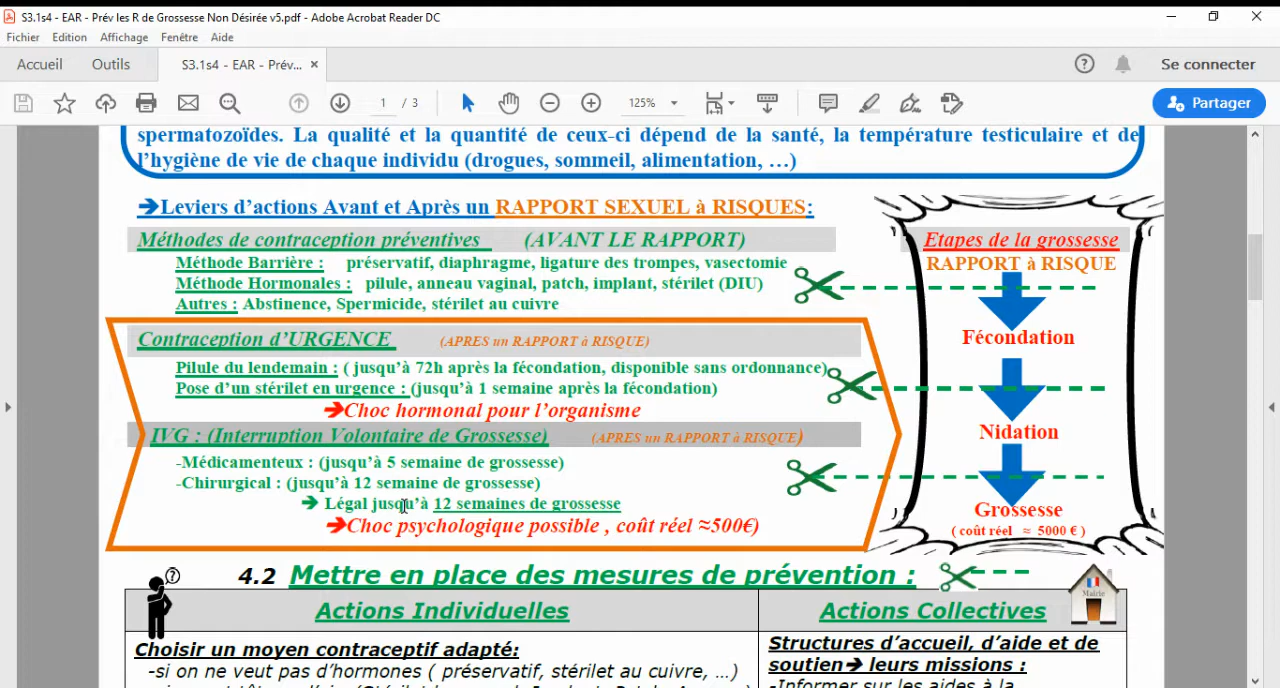 S3.1s4 - EAR - Prév les R de Grossesse Non Désirée v5.pdf - Adobe Acrobat Reader DC
Fichier Edition Affichage Fenêtre Aide
Accueil Outils S3.1s4 - EAR - Prév... × Se connecter
1 / 3 125% Partager
spermatozoïdes. La qualité et la quantité de ceux-ci dépend de la santé, la température testiculaire et de
l’hygiène de vie de chaque individu (drogues, sommeil, alimentation, …)
➔Leviers d’actions Avant et Après un RAPPORT SEXUEL à RISQUES:
Méthodes de contraception préventives (AVANT LE RAPPORT)
Méthode Barrière : préservatif, diaphragme, ligature des trompes, vasectomie
Méthode Hormonales : pilule, anneau vaginal, patch, implant, stérilet (DIU)
Autres : Abstinence, Spermicide, stérilet au cuivre
Contraception d’URGENCE (APRES un RAPPORT à RISQUE)
Pilule du lendemain : ( jusqu’à 72h après la fécondation, disponible sans ordonnance)
Pose d’un stérilet en urgence : (jusqu’à 1 semaine après la fécondation)
➔Choc hormonal pour l’organisme
IVG : (Interruption Volontaire de Grossesse) (APRES un RAPPORT à RISQUE)
-Médicamenteux : (jusqu’à 5 semaine de grossesse)
-Chirurgical : (jusqu’à 12 semaine de grossesse)
➔ Légal jusqu’à 12 semaines de grossesse
➔Choc psychologique possible , coût réel ≈500€)
Etapes de la grossesse
RAPPORT à RISQUE
Fécondation
Nidation
Grossesse
( coût réel ≈ 5000 € )
4.2 Mettre en place des mesures de prévention :
?
Mairie
Actions Individuelles
Choisir un moyen contraceptif adapté:
-si on ne veut pas d’hormones ( préservatif, stérilet au cuivre, …)
Actions Collectives
Structures d’accueil, d’aide et de
soutien➔ leurs missions :
-Informer sur les aides à la